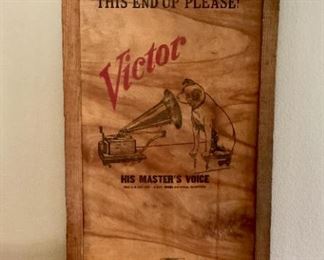 THIS END UP PLEASE!
Victor
HIS MASTER'S VOICE